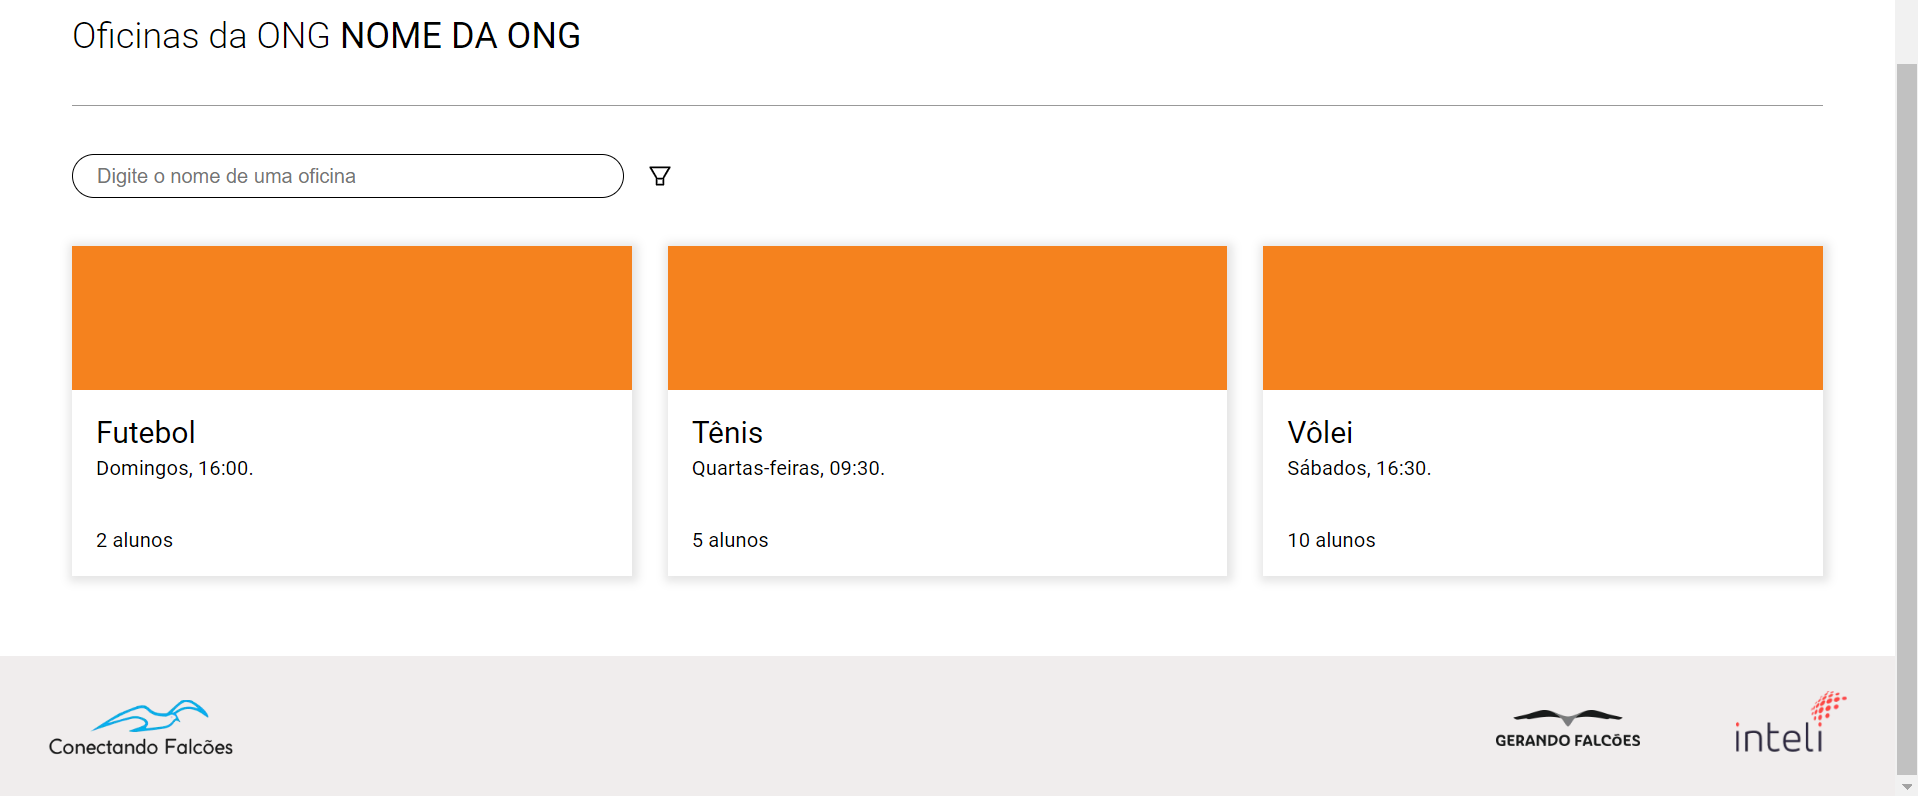 Oficinas da ONG NOME DA ONG
Digite o nome de uma oficina
Futebol
Domingos, 16:00.
2 alunos
Tênis
Quartas-feiras, 09:30.
5 alunos
Vôlei
Sábados, 16:30.
10 alunos
Conectando Falcões
GERANDO FALCÕES
inteli